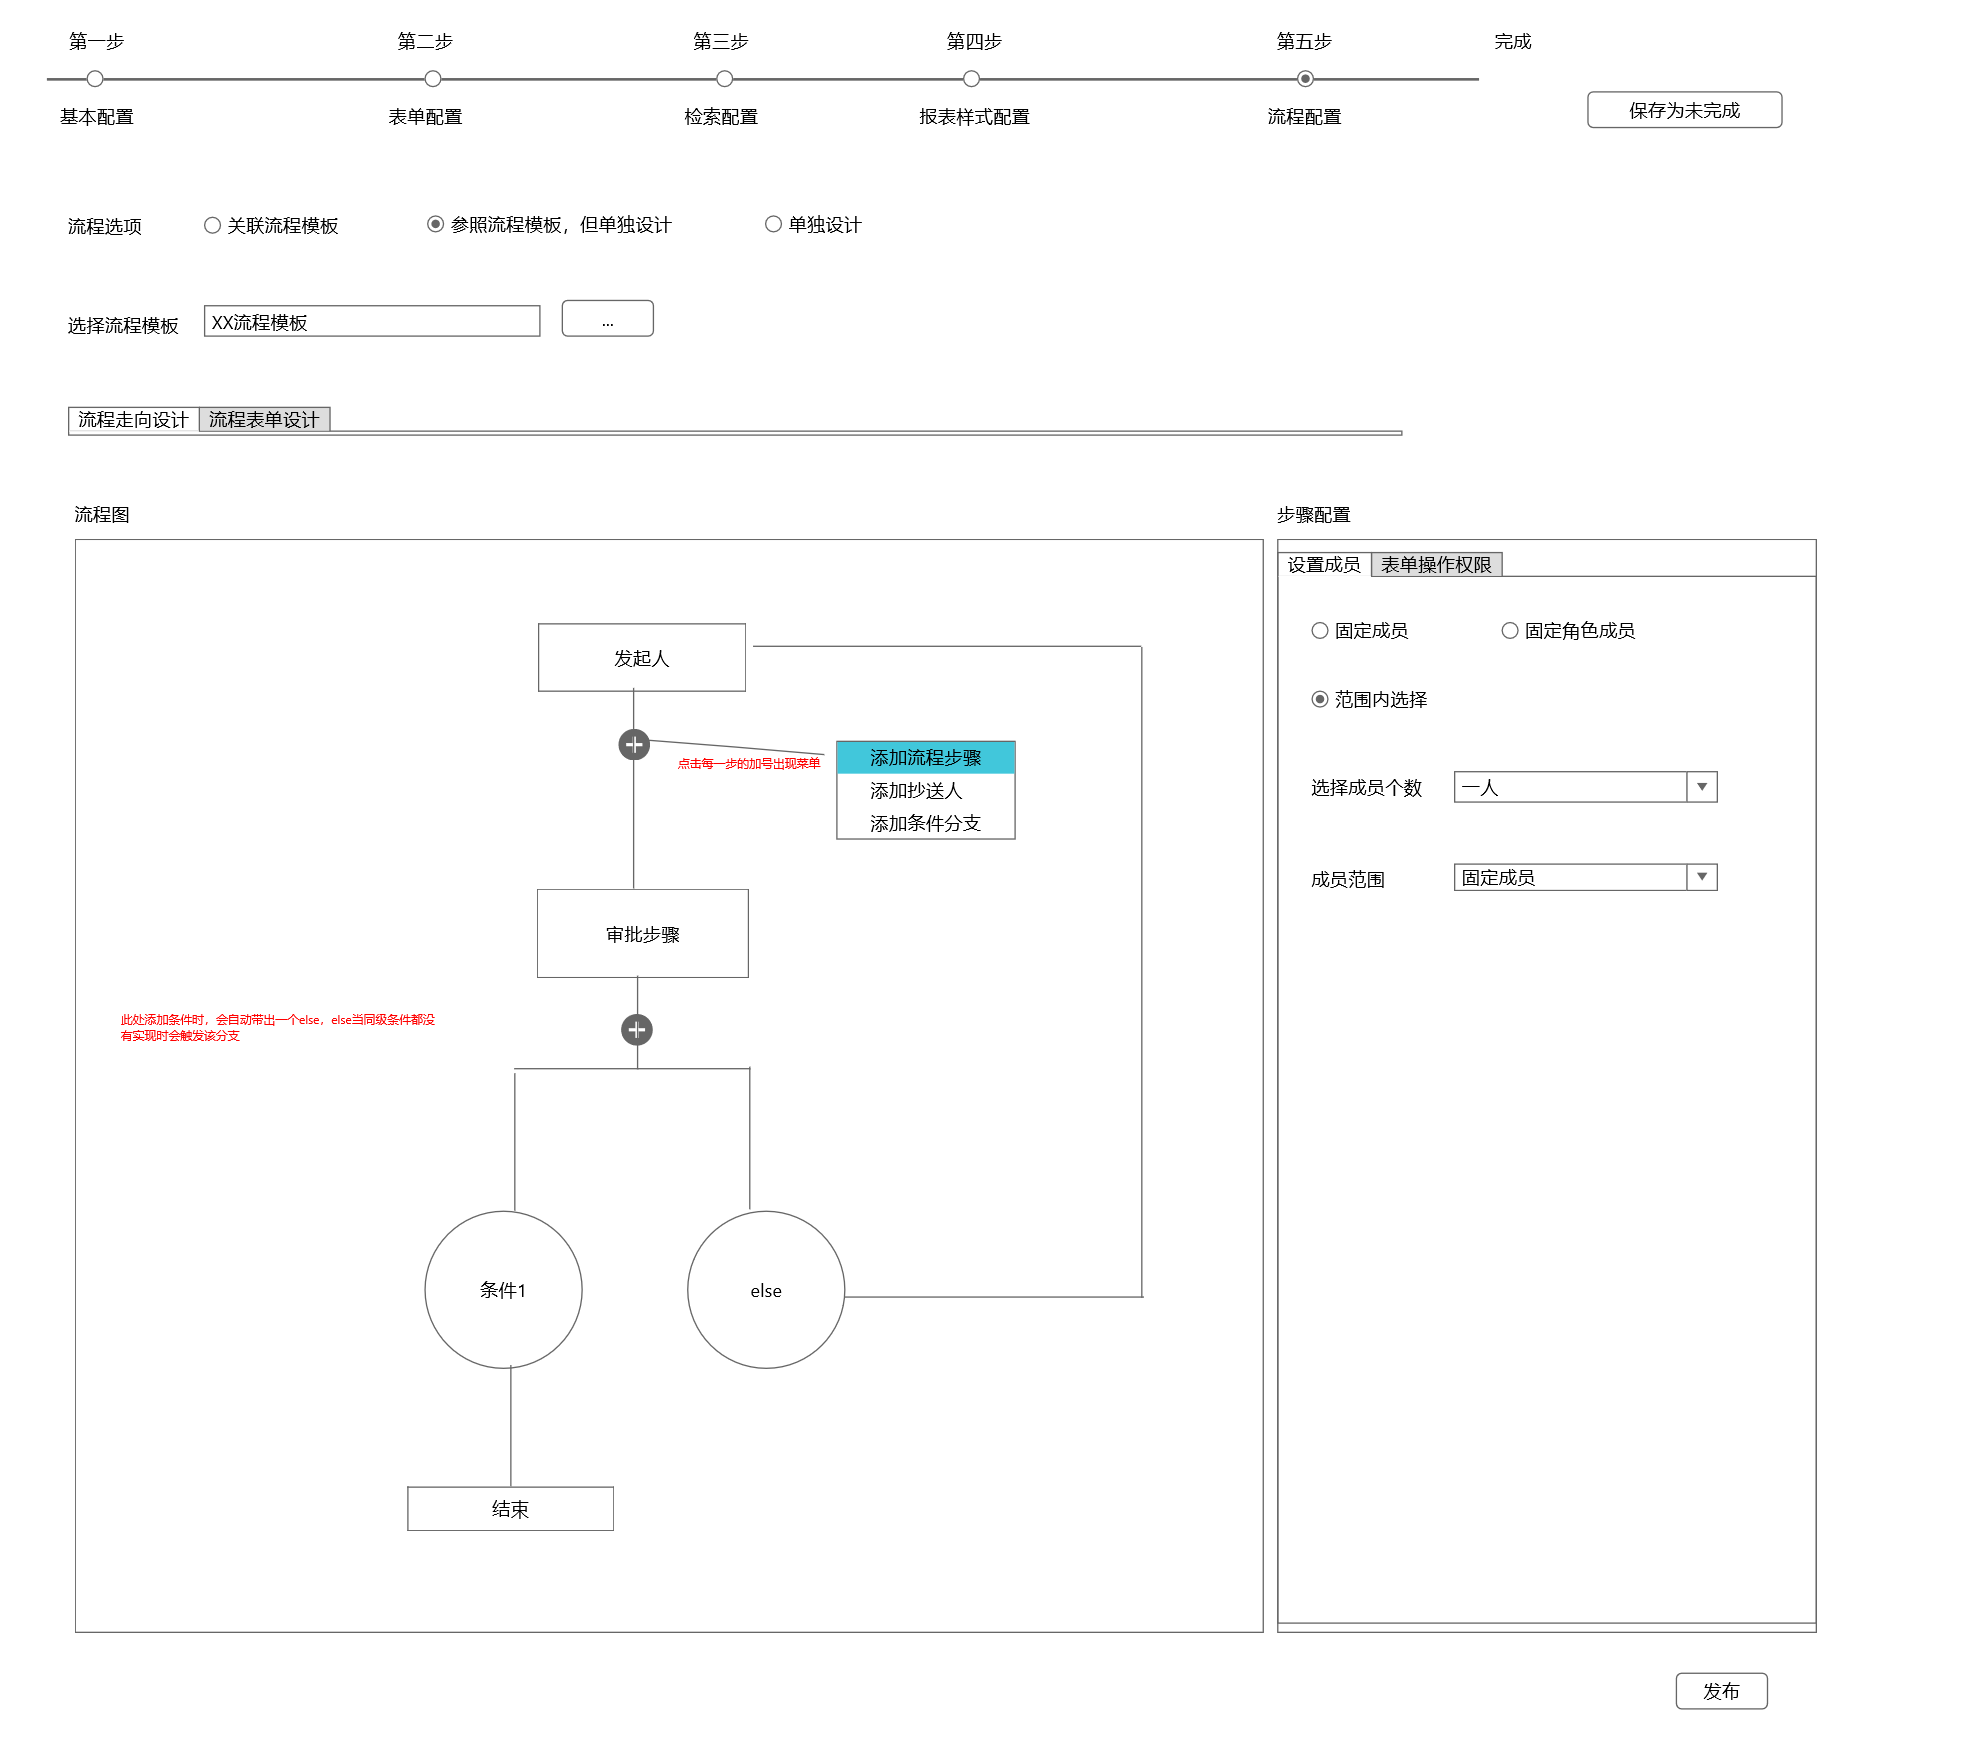 第一步
第二步
第三步
第四步
第五步
完成
基本配置
表单配置
检索配置
报表样式配置
流程配置
保存为未完成
流程选项
关联流程模板
参照流程模板，但单独设计
单独设计
选择流程模板
XX流程模板
...
流程走向设计
流程表单设计
流程图
步骤配置
设置成员
表单操作权限
发起人
固定成员
固定角色成员
范围内选择
点击每一步的加号出现菜单
添加流程步骤
添加抄送人
添加条件分支
选择成员个数
一人
成员范围
固定成员
审批步骤
此处添加条件时，会自动带出一个else，else当同级条件都没
有实现时会触发该分支
条件1
else
结束
发布